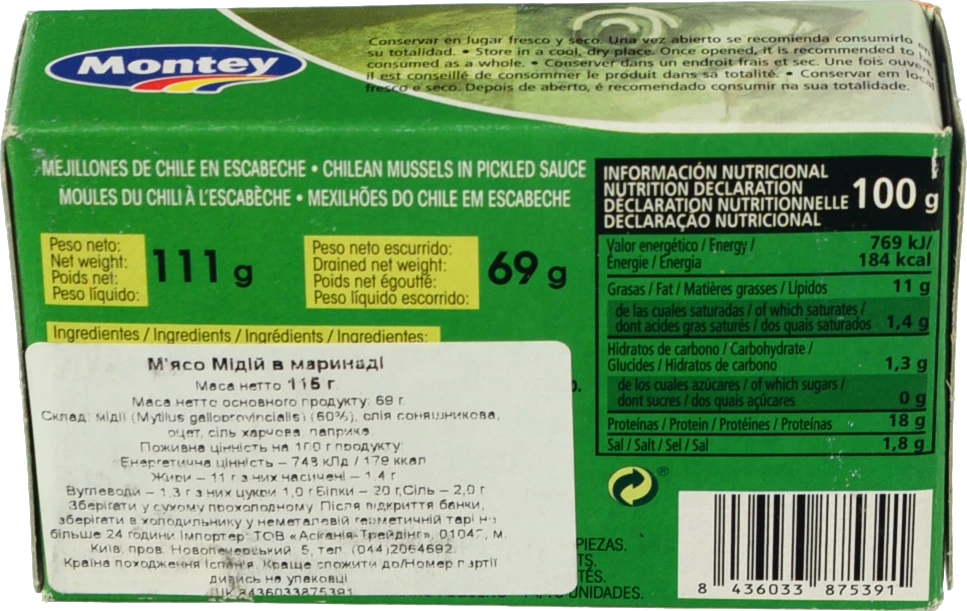 Montey
Conservar en lugar fresco y seco. Una vez abierto se recomienda consumirlo en
su totalidad. • Store in a cool, dry place. Once opened, it is recommended to be
consumed as a whole. • Conserver dans un endroit frais et sec. Une fois ouvert,
il est conseillé de consommer le produit dans sa totalité. • Conservar em local
fresco e seco. Depois de aberto, é recomendado consumir na sua totalidade.
MEJILLONES DE CHILE EN ESCABECHE • CHILEAN MUSSELS IN PICKLED SAUCE
MOULES DU CHILI À L'ESCABÈCHE • MEXILHÕES DO CHILE EM ESCABECHE
Peso neto:
Net weight:
Poids net:
Peso líquido:
111 g
Peso neto escurrido:
Drained net weight:
Poids net égoutté:
Peso líquido escorrido:
69 g
Ingredientes / Ingredients / Ingrédients / Ingredientes:
М'ясо Мідій в маринаді
Маса нетто 115 г
Маса нетто основного продукту: 69 г
Склад: мідії (Mytilus galloprovincialis) (60%), олія соняшникова,
оцет, сіль харчова, паприка.
Поживна цінність на 100 г продукту
Енергетична цінність – 749 кЛд / 179 ккал
Жири – 11 г з них насичені – 1,4 г
Вуглеводи – 1,3 г з них цукри 1,0 г Білки – 20 г, Сіль – 2,0 г
Зберігати у сухому прохолодному Після відкриття банки,
зберігати в холодильнику у неметалевій герметичній тарі не
більше 24 години Імпортер: ТОВ «Асканія-Трейдінг», м.
Київ, пров. Новопечерський 5, тел. (044)2064692.
Країна походження Іспанія. Краще спожити до/Номер партії
дивись на упаковці
ШК 8436033875391
PIEZAS.
UNIDADES.
INFORMACIÓN NUTRICIONAL
NUTRITION DECLARATION
DÉCLARATION NUTRITIONNELLE
DECLARAÇÃO NUTRICIONAL
100 g
Valor energético / Energy /
Énergie / Energia
769 kJ/
184 kcal
Grasas / Fat / Matières grasses / Lípidos 11 g
de las cuales saturadas / of which saturates /
dont acides gras saturés / dos quais saturados 1,4 g
Hidratos de carbono / Carbohydrate /
Glucides / Hidratos de carbono 1,3 g
de los cuales azúcares / of which sugars /
dont sucres / dos quais açúcares 0 g
Proteínas / Protein / Protéines / Proteínas 18 g
Sal / Salt / Sel / Sal 1,8 g
®
8 436033 875391